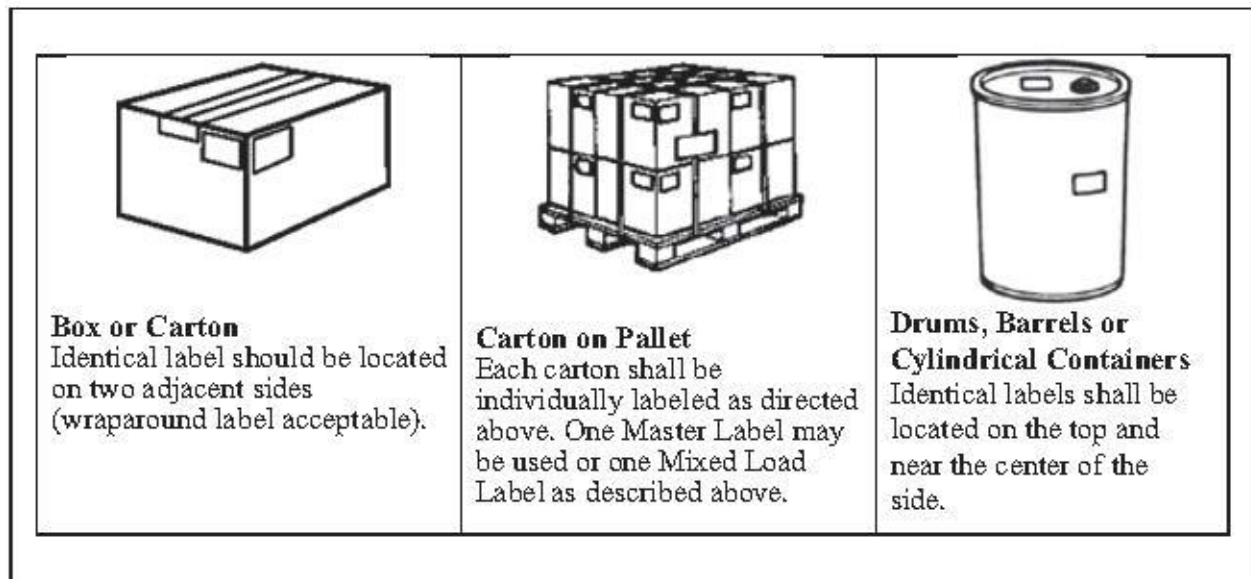 Box or Carton
Identical label should be located
on two adjacent sides
(wraparound label acceptable).
Carton on Pallet
Each carton shall be
individually labeled as directed
above. One Master Label may
be used or one Mixed Load
Label as described above.
Drums, Barrels or
Cylindrical Containers
Identical labels shall be
located on the top and
near the center of the
side.